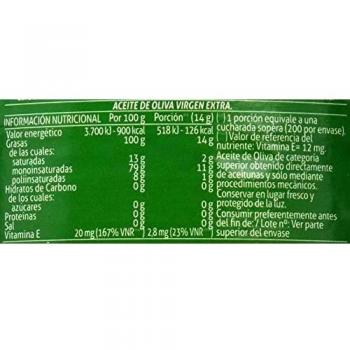 ACEITE DE OLIVA VIRGEN EXTRA.
INFORMACIÓN NUTRICIONAL Por 100 g Porción* (14 g)
Valor energético 3.700 kJ - 900 kcal 518 kJ - 126 kcal
Grasas 100 g 14 g
de las cuales:
saturadas 13 g 2 g
monoinsaturadas 79 g 11 g
poliinsaturadas 8 g 1 g
Hidratos de Carbono 0 g 0 g
de los cuales:
azúcares 0 g 0 g
Proteínas 0 g 0 g
Sal 0 g 0 g
Vitamina E 20 mg (167% VNR**) 2,8 mg (23% VNR**)
(*) 1 porción equivale a una
cucharada sopera (200 por envase).
(**) Valor de referencia del
nutriente: Vitamina E= 12 mg.
Aceite de Oliva de categoría
superior obtenido directamente
de aceitunas y solo mediante
procedimientos mecánicos.
Conservar en lugar fresco y
protegido de la luz.
Consumir preferentemente antes
del fin de: / Lote nº: Ver parte
superior del envase